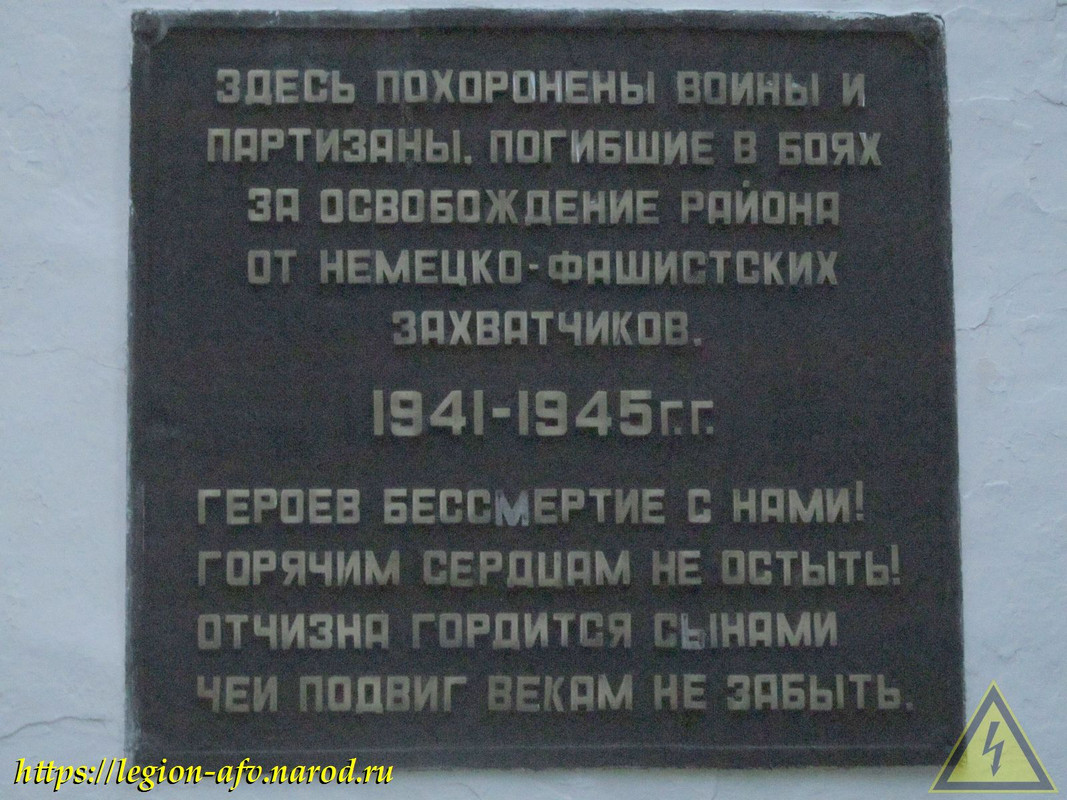 ЗДЕСЬ ПОХОРОНЕНЫ ВОИНЫ И
ПАРТИЗАНЫ, ПОГИБШИЕ В БОЯХ
ЗА ОСВОБОЖДЕНИЕ РАЙОНА
ОТ НЕМЕЦКО-ФАШИСТСКИХ
ЗАХВАТЧИКОВ.
1941-1945г.г.
ГЕРОЕВ БЕССМЕРТИЕ С НАМИ!
ГОРЯЧИМ СЕРДЦАМ НЕ ОСТЫТЬ!
ОТЧИЗНА ГОРДИТСЯ СЫНАМИ
ЧЕИ ПОДВИГ ВЕКАМ НЕ ЗАБЫТЬ.
https://legion-afv.narod.ru